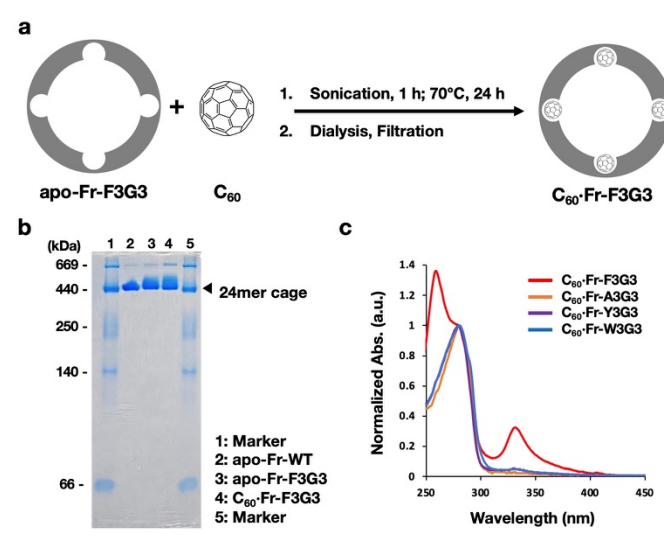 a
+
1. Sonication, 1 h; 70°C, 24 h
2. Dialysis, Filtration
apo-Fr-F3G3
C₆₀
C₆₀·Fr-F3G3
b
(kDa) 1 2 3 4 5
669 -
440 -
250 -
140 -
66 -
24mer cage
1: Marker
2: apo-Fr-WT
3: apo-Fr-F3G3
4: C₆₀·Fr-F3G3
5: Marker
c
Normalized Abs. (a.u.)
1.4
1.2
1
0.8
0.6
0.4
0.2
0
250 300 350 400 450
Wavelength (nm)
C₆₀·Fr-F3G3
C₆₀·Fr-A3G3
C₆₀·Fr-Y3G3
C₆₀·Fr-W3G3